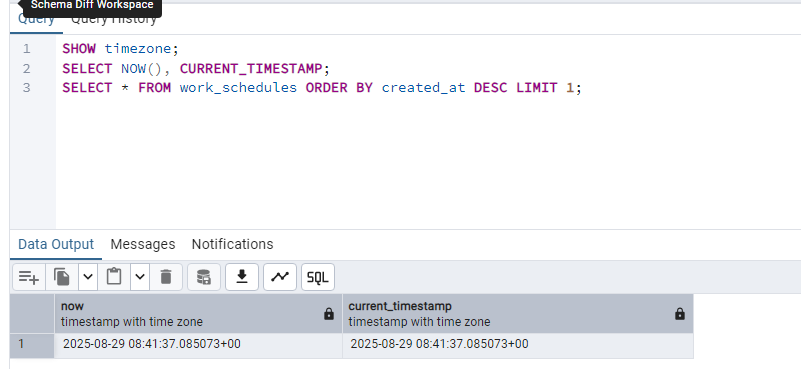 Schema Diff Workspace
Query Query History
1 SHOW timezone;
2 SELECT NOW(), CURRENT_TIMESTAMP;
3 SELECT * FROM work_schedules ORDER BY created_at DESC LIMIT 1;
Data Output Messages Notifications
SQL
now current_timestamp
timestamp with time zone timestamp with time zone
1 2025-08-29 08:41:37.085073+00 2025-08-29 08:41:37.085073+00